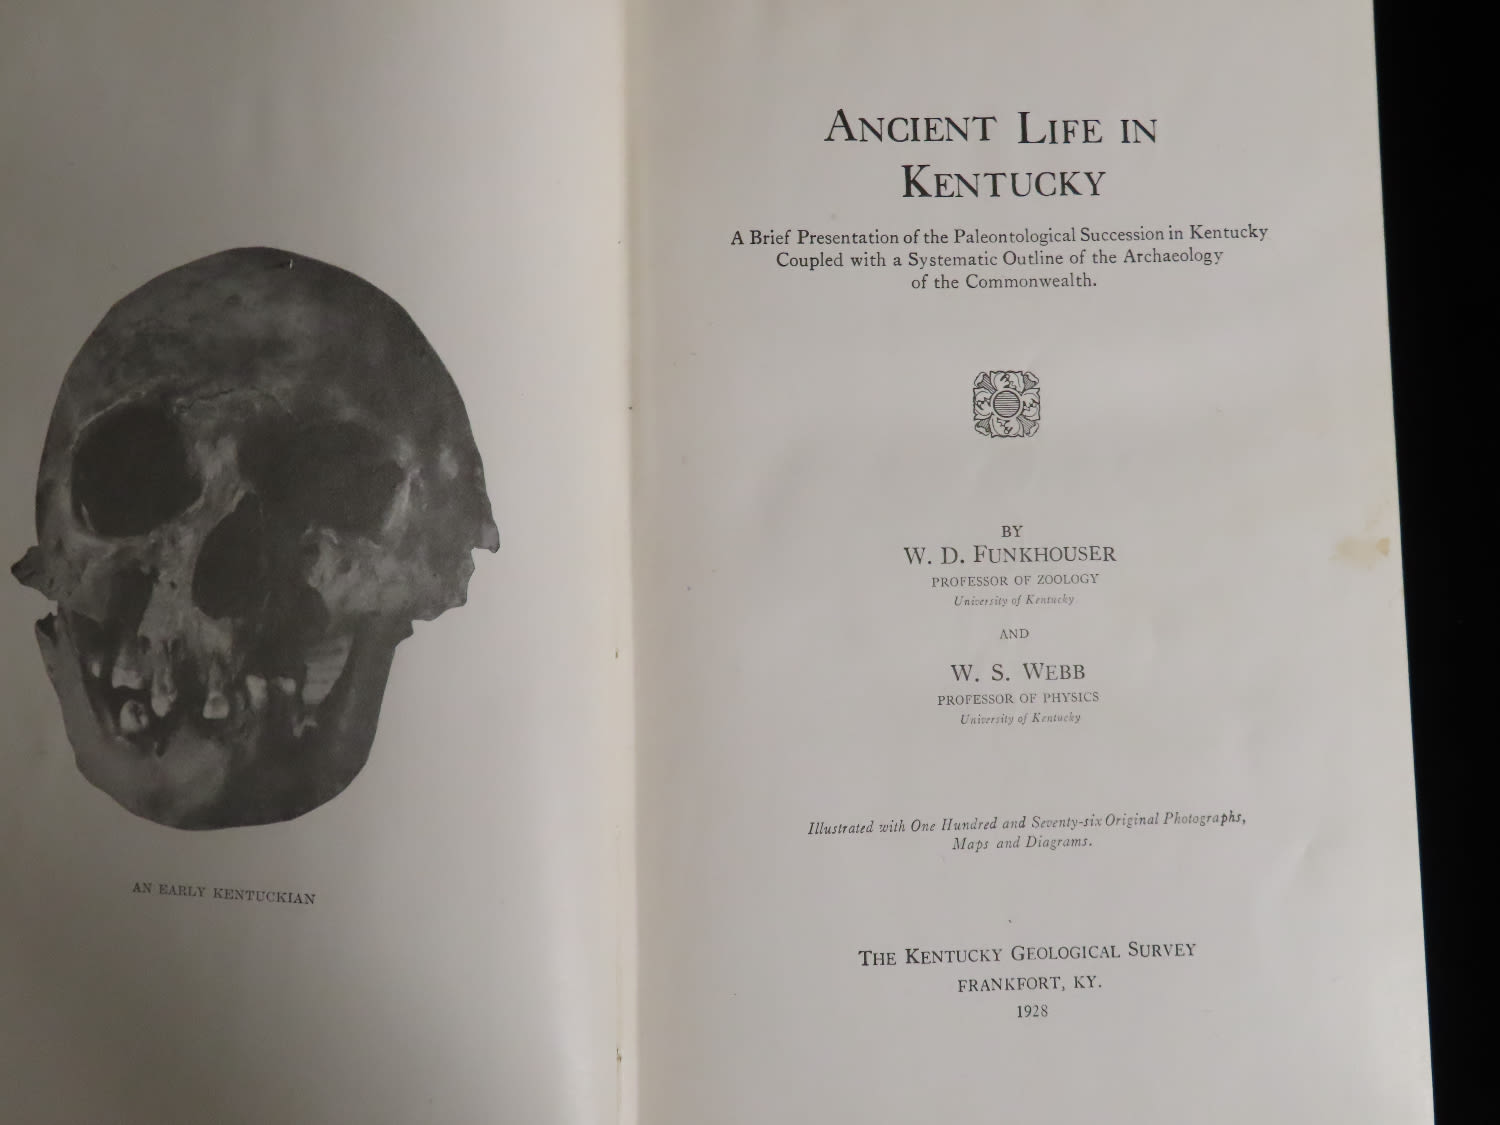 AN EARLY KENTUCKIAN
ANCIENT LIFE IN
KENTUCKY
A Brief Presentation of the Paleontological Succession in Kentucky
Coupled with a Systematic Outline of the Archaeology
of the Commonwealth.
BY
W. D. FUNKHOUSER
PROFESSOR OF ZOOLOGY
University of Kentucky
AND
W. S. WEBB
PROFESSOR OF PHYSICS
University of Kentucky
Illustrated with One Hundred and Seventy-six Original Photographs,
Maps and Diagrams.
THE KENTUCKY GEOLOGICAL SURVEY
FRANKFORT, KY.
1928